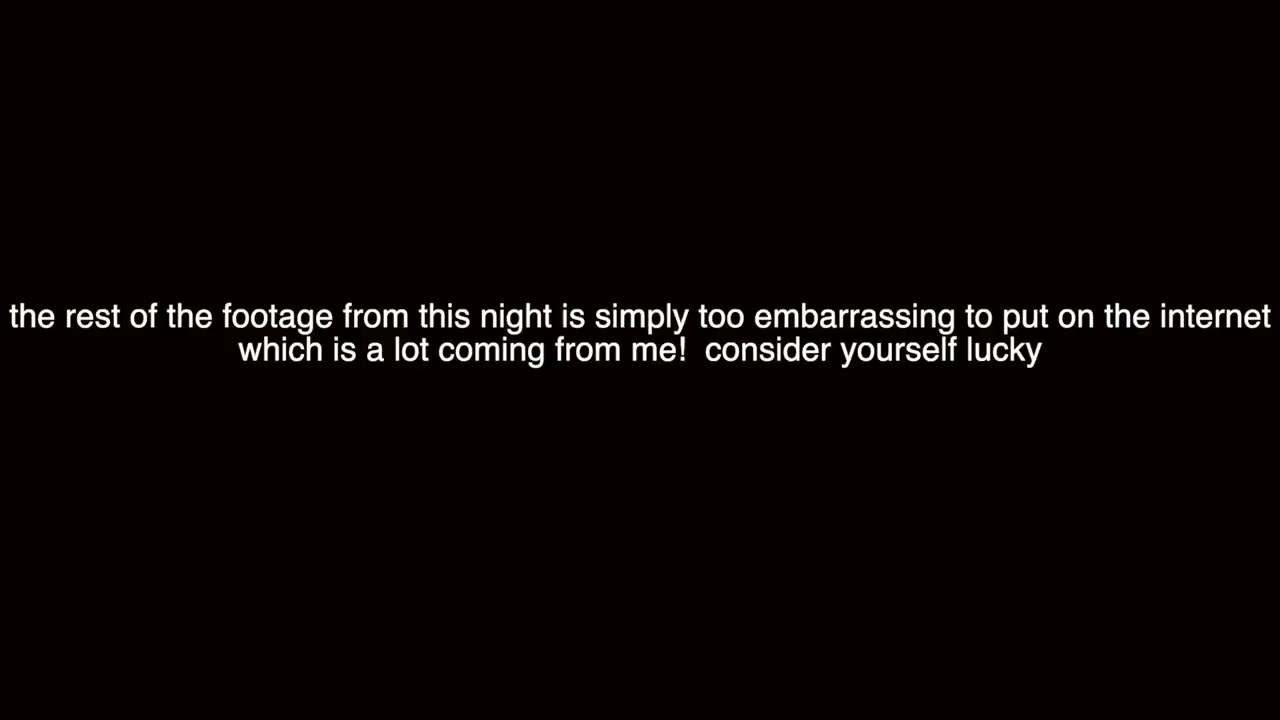 the rest of the footage from this night is simply too embarrassing to put on the internet
which is a lot coming from me!  consider yourself lucky